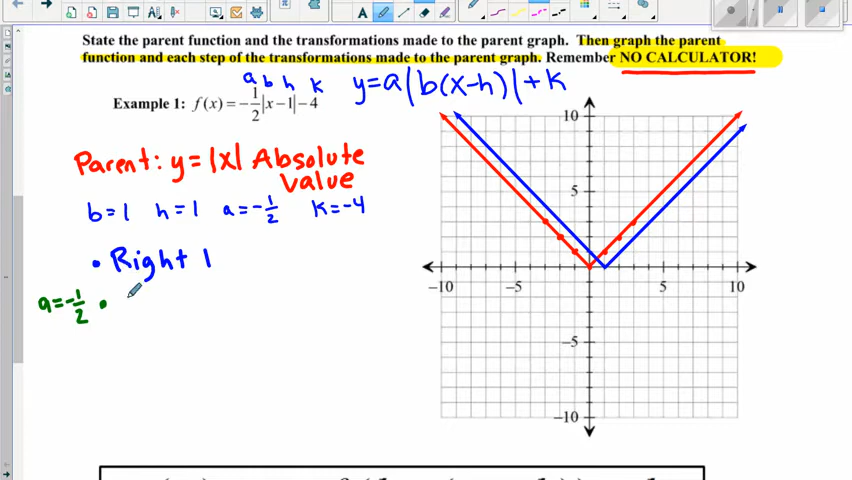 State the parent function and the transformations made to the parent graph. Then graph the parent
function and each step of the transformations made to the parent graph. Remember NO CALCULATOR!
a b h k
y=a|b(x-h)|+k
Example 1: f(x) = -1/2|x-1|-4
Parent: y=|x| Absolute
Value
b=1 h=1 a=-1/2 k=-4
• Right 1
a=-1/2 •
10
5
-10 -5 5 10
-5
-10